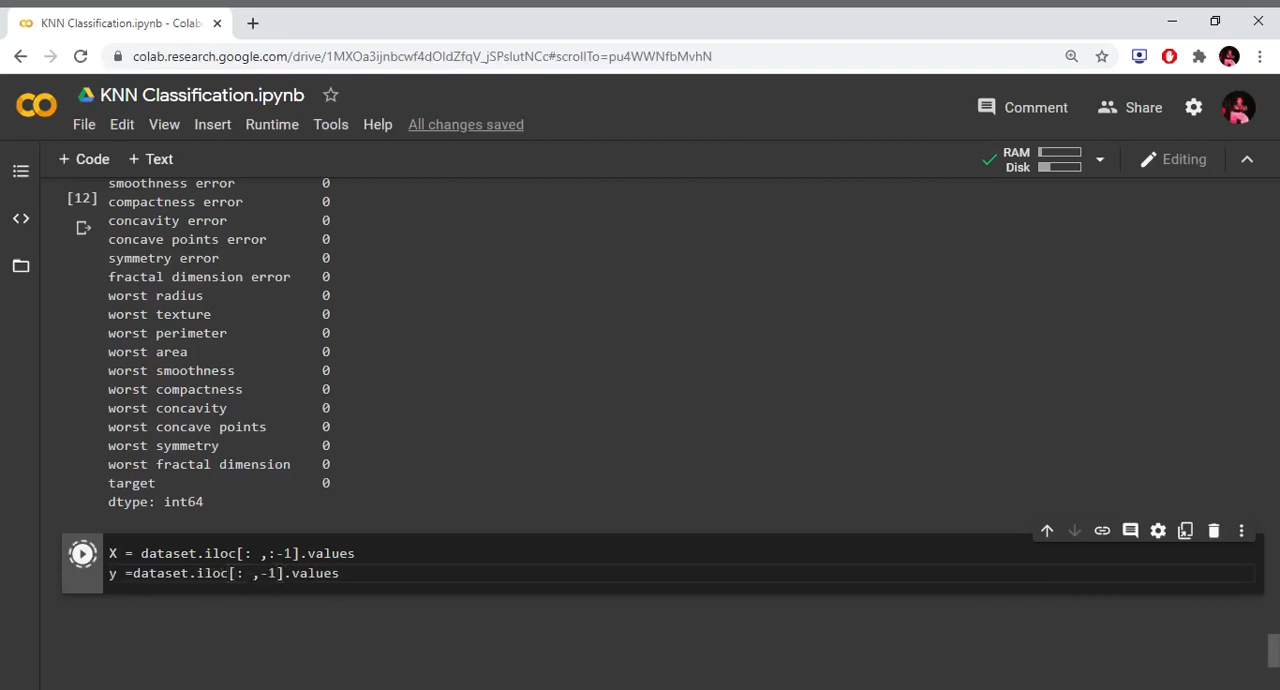 KNN Classification.ipynb - Colab
colab.research.google.com/drive/1MXOa3ijnbcwf4dOIdZfqV_jSPslutNCc#scrollTo=pu4WWNfbMvhN
KNN Classification.ipynb
Comment
Share
File Edit View Insert Runtime Tools Help All changes saved
+ Code + Text
RAM
Disk
Editing
smoothness error 0
[12]
compactness error 0
concavity error 0
concave points error 0
symmetry error 0
fractal dimension error 0
worst radius 0
worst texture 0
worst perimeter 0
worst area 0
worst smoothness 0
worst compactness 0
worst concavity 0
worst concave points 0
worst symmetry 0
worst fractal dimension 0
target 0
dtype: int64
X = dataset.iloc[: ,:-1].values
y =dataset.iloc[: ,-1].values